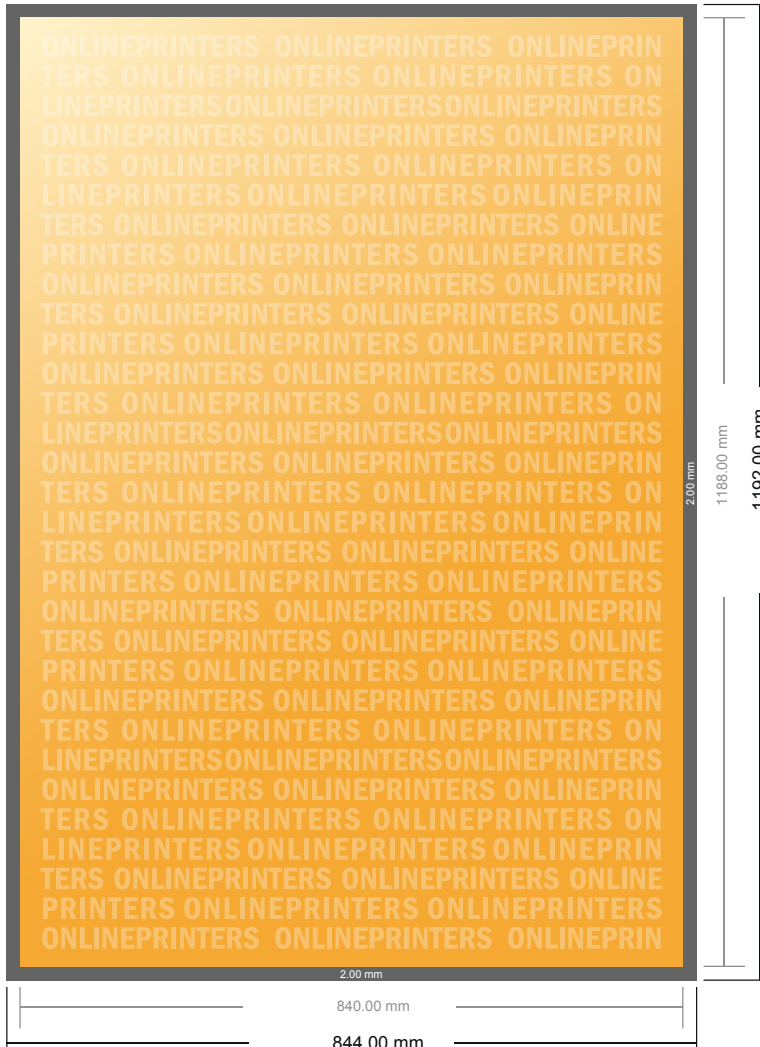 ONLINEPRINTERS ONLINEPRINTERS ONLINEPRIN
TERS ONLINEPRINTERS ONLINEPRINTERS ON
LINEPRINTERSONLINEPRINTERSONLINEPRINTERS
ONLINEPRINTERS ONLINEPRINTERS ONLINEPRIN
TERS ONLINEPRINTERS ONLINEPRINTERS ON
LINEPRINTERS ONLINEPRINTERS ONLINEPRIN
TERS ONLINEPRINTERS ONLINEPRINTERS ONLINE
PRINTERS ONLINEPRINTERS ONLINEPRINTERS
ONLINEPRINTERS ONLINEPRINTERS ONLINEPRIN
TERS ONLINEPRINTERS ONLINEPRINTERS ONLINE
PRINTERS ONLINEPRINTERS ONLINEPRINTERS
ONLINEPRINTERS ONLINEPRINTERS ONLINEPRIN
TERS ONLINEPRINTERS ONLINEPRINTERS ON
LINEPRINTERSONLINEPRINTERSONLINEPRINTERS
ONLINEPRINTERS ONLINEPRINTERS ONLINEPRIN
TERS ONLINEPRINTERS ONLINEPRINTERS ON
LINEPRINTERS ONLINEPRINTERS ONLINEPRIN
TERS ONLINEPRINTERS ONLINEPRINTERS ONLINE
PRINTERS ONLINEPRINTERS ONLINEPRINTERS
ONLINEPRINTERS ONLINEPRINTERS ONLINEPRIN
TERS ONLINEPRINTERS ONLINEPRINTERS ONLINE
PRINTERS ONLINEPRINTERS ONLINEPRINTERS
ONLINEPRINTERS ONLINEPRINTERS ONLINEPRIN
TERS ONLINEPRINTERS ONLINEPRINTERS ON
LINEPRINTERSONLINEPRINTERSONLINEPRINTERS
ONLINEPRINTERS ONLINEPRINTERS ONLINEPRIN
TERS ONLINEPRINTERS ONLINEPRINTERS ON
LINEPRINTERS ONLINEPRINTERS ONLINEPRIN
TERS ONLINEPRINTERS ONLINEPRINTERS ONLINE
PRINTERS ONLINEPRINTERS ONLINEPRINTERS
ONLINEPRINTERS ONLINEPRINTERS ONLINEPRIN
2.00 mm
1188.00 mm
1192.00 mm
2.00 mm
840.00 mm
844.00 mm